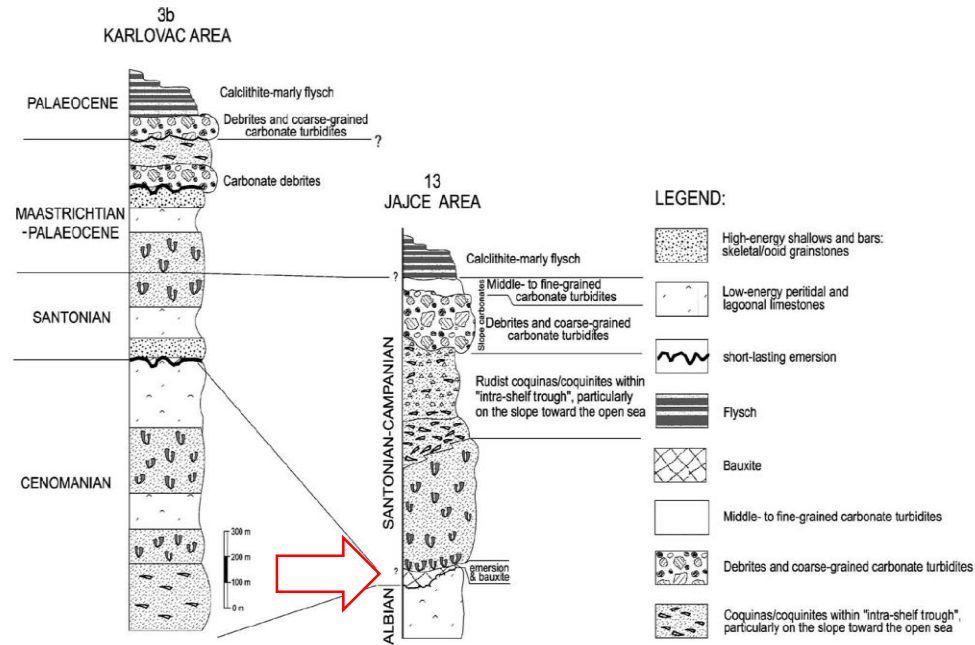 3b
KARLOVAC AREA
PALAEOCENE
Calclithite-marly flysch
Debrites and coarse-grained
carbonate turbidites
?
Carbonate debrites
MAASTRICHTIAN
-PALAEOCENE
SANTONIAN
CENOMANIAN
300 m
200 m
100 m
0 m
13
JAJCE AREA
Calclithite-marly flysch
?
Middle- to fine-grained
carbonate turbidites
Slope carbonates
Debrites and coarse-grained
carbonate turbidites
Rudist coquinas/coquinites within
"intra-shelf trough", particularly
on the slope toward the open sea
SANTONIAN-CAMPANIAN
?
emersion
& bauxite
ALBIAN
LEGEND:
High-energy shallows and bars:
skeletal/ooid grainstones
Low-energy peritidal and
lagoonal limestones
short-lasting emersion
Flysch
Bauxite
Middle- to fine-grained carbonate turbidites
Debrites and coarse-grained carbonate turbidites
Coquinas/coquinites within "intra-shelf trough",
particularly on the slope toward the open sea